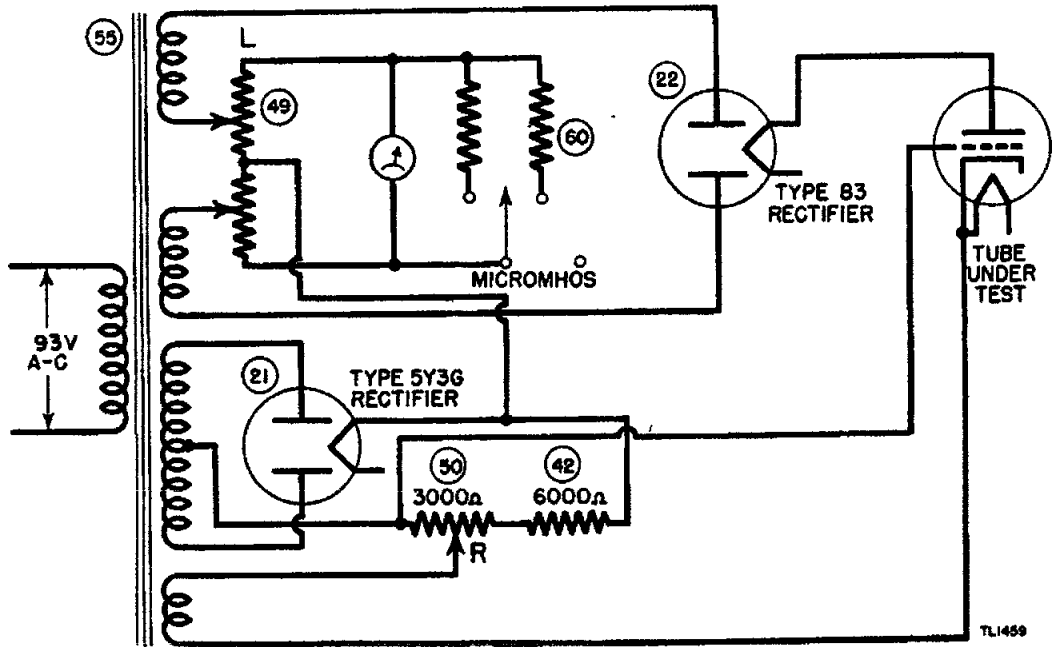 55
L
49
4
60
22
TYPE 83
RECTIFIER
TUBE
UNDER
TEST
MICROMHOS
93V
A-C
21
TYPE 5Y3G
RECTIFIER
50
3000Ω
42
6000Ω
R
TL1459